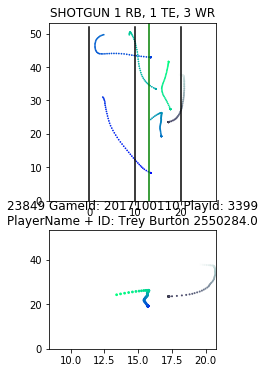 SHOTGUN 1 RB, 1 TE, 3 WR
50
40
30
20
10
0
0 10 20
23849 GameId: 2017100110 PlayId: 3399
PlayerName + ID: Trey Burton 2550284.0
40
20
0
10.0 12.5 15.0 17.5 20.0